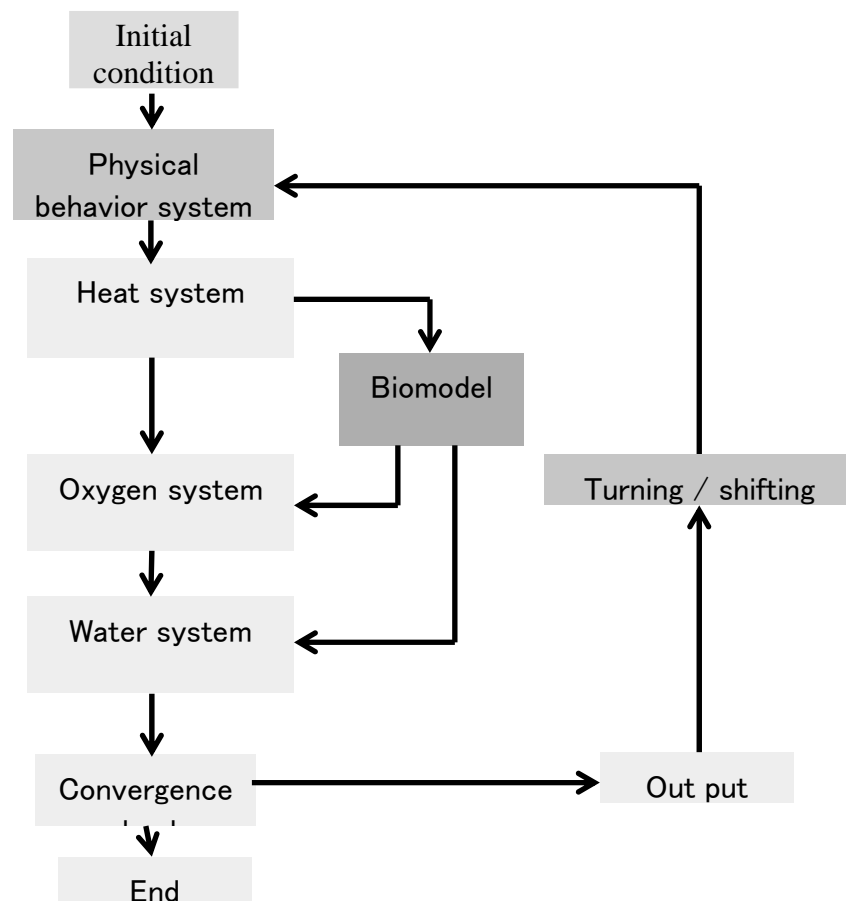 Initial
condition
Physical
behavior system
Heat system
Biomodel
Oxygen system
Turning / shifting
Water system
Convergence
Out put
End